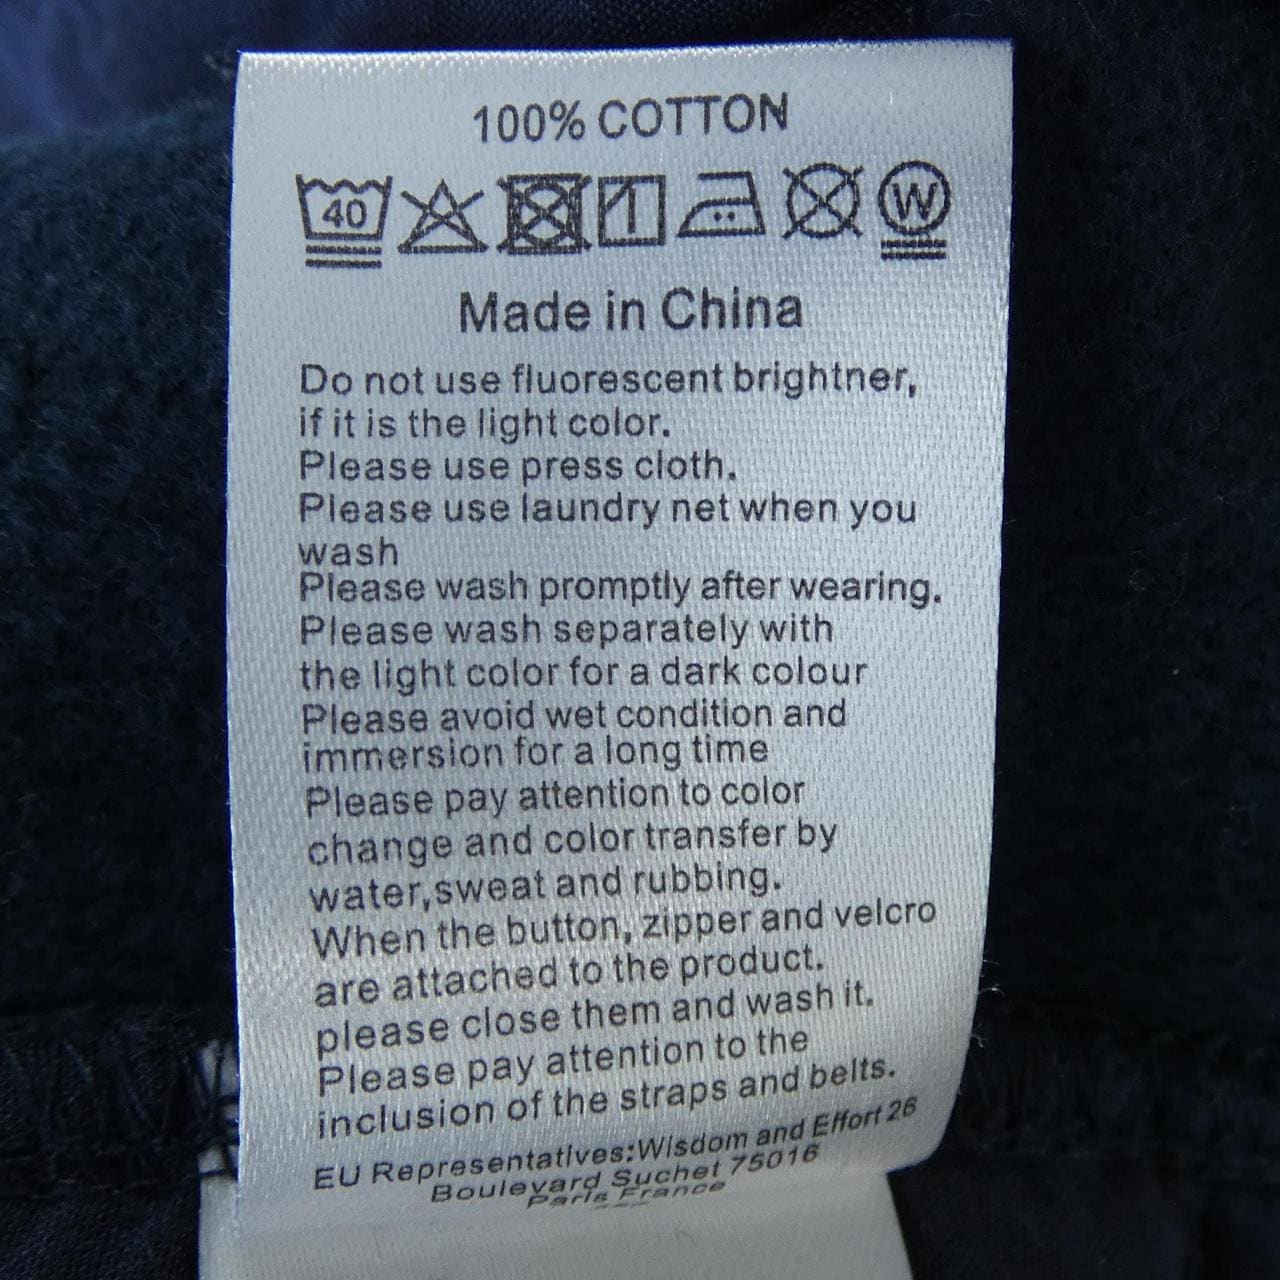 100% COTTON
40 W
Made in China
Do not use fluorescent brightner,
if it is the light color.
Please use press cloth.
Please use laundry net when you
wash
Please wash promptly after wearing.
Please wash separately with
the light color for a dark colour
Please avoid wet condition and
immersion for a long time
Please pay attention to color
change and color transfer by
water,sweat and rubbing.
When the button, zipper and velcro
are attached to the product.
please close them and wash it.
Please pay attention to the
inclusion of the straps and belts.
EU Representatives:Wisdom and Effort 26
Boulevard Suchet 75016
Paris France